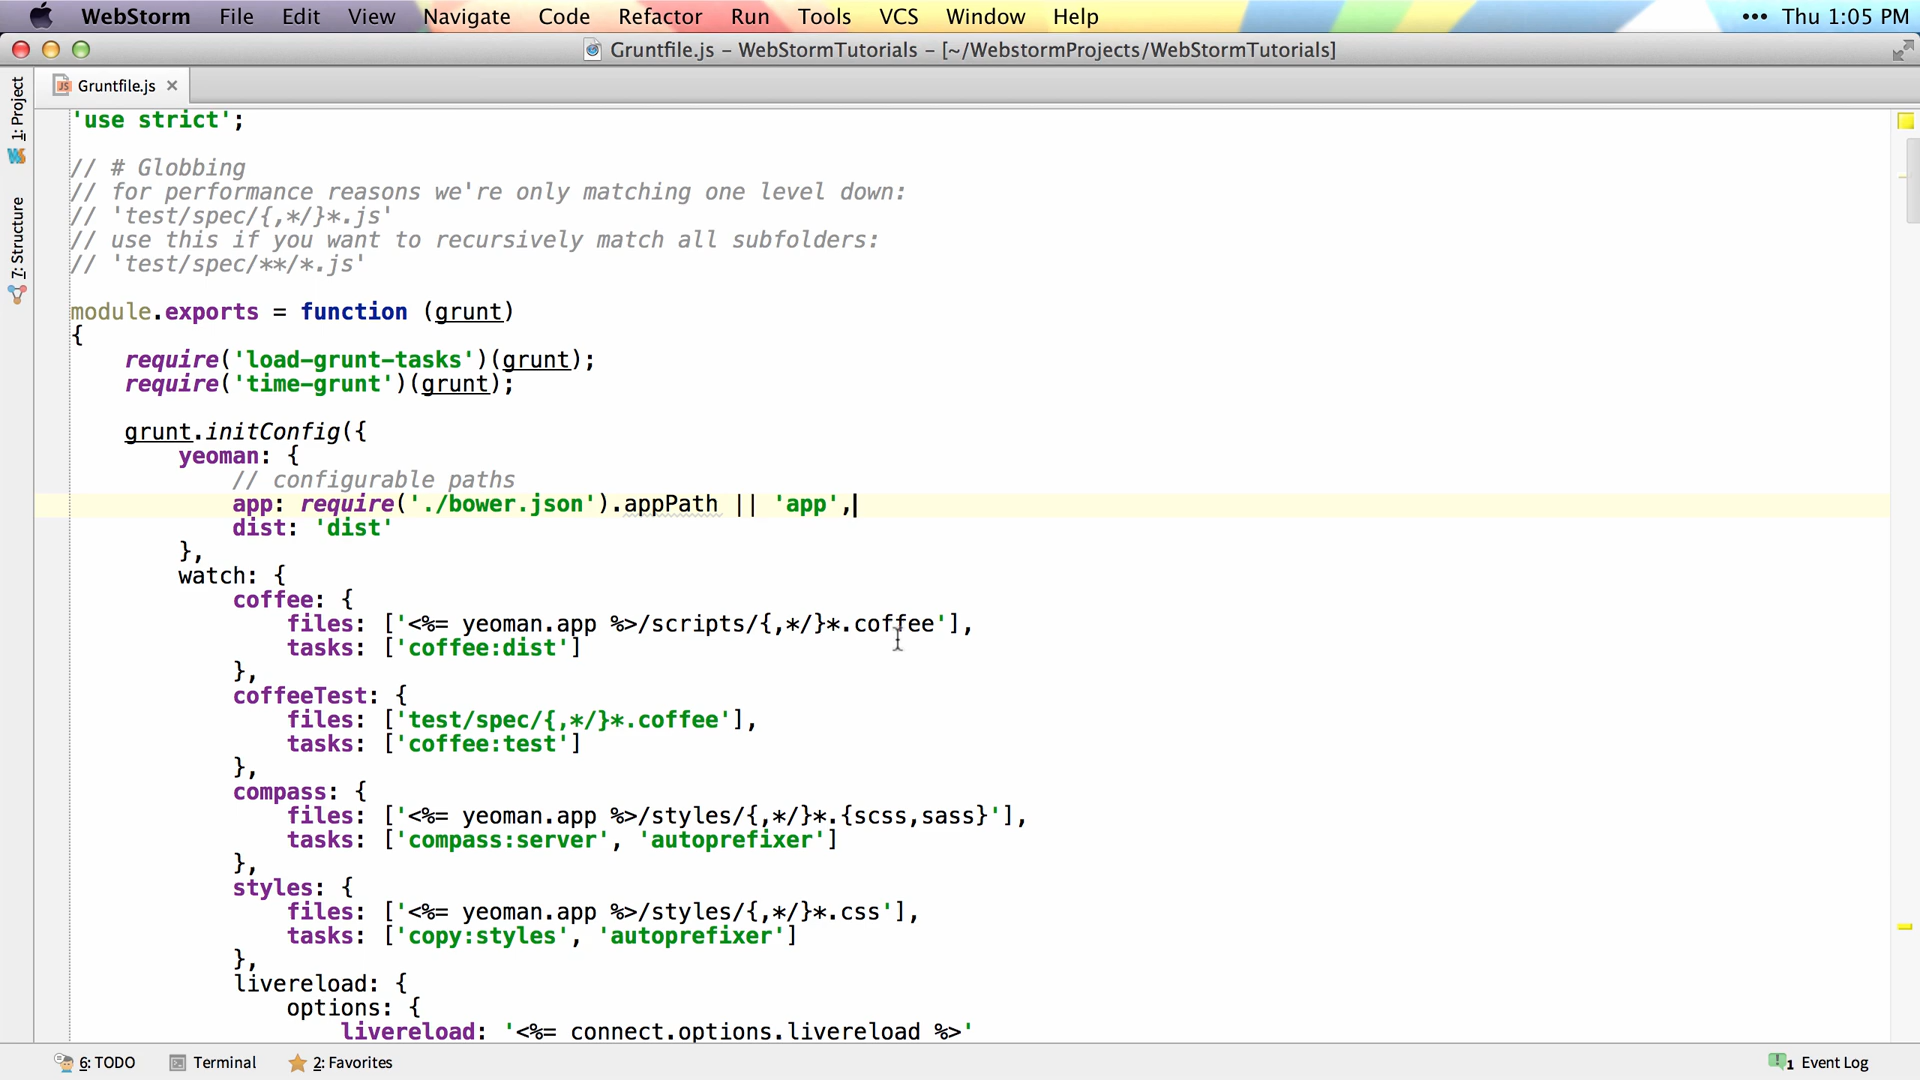 WebStorm File Edit View Navigate Code Refactor Run Tools VCS Window Help ••• Thu 1:05 PM
Gruntfile.js – WebStormTutorials – [~/WebstormProjects/WebStormTutorials]
1: Project
7: Structure
Gruntfile.js
'use strict';
// # Globbing
// for performance reasons we're only matching one level down:
// 'test/spec/{,*/}*.js'
// use this if you want to recursively match all subfolders:
// 'test/spec/**/*.js'
module.exports = function (grunt)
{
require('load-grunt-tasks')(grunt);
require('time-grunt')(grunt);
grunt.initConfig({
yeoman: {
// configurable paths
app: require('./bower.json').appPath || 'app',
dist: 'dist'
},
watch: {
coffee: {
files: ['<%= yeoman.app %>/scripts/{,*/}*.coffee'],
tasks: ['coffee:dist']
},
coffeeTest: {
files: ['test/spec/{,*/}*.coffee'],
tasks: ['coffee:test']
},
compass: {
files: ['<%= yeoman.app %>/styles/{,*/}*.{scss,sass}'],
tasks: ['compass:server', 'autoprefixer']
},
styles: {
files: ['<%= yeoman.app %>/styles/{,*/}*.css'],
tasks: ['copy:styles', 'autoprefixer']
},
livereload: {
options: {
livereload: '<%= connect.options.livereload %>'
6: TODO Terminal 2: Favorites 1 Event Log